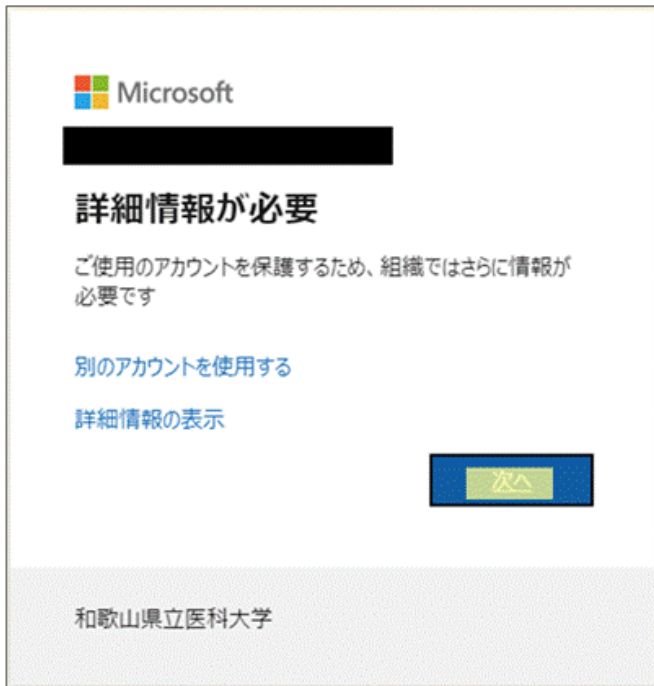 Microsoft
詳細情報が必要
ご使用のアカウントを保護するため、組織ではさらに情報が
必要です
別のアカウントを使用する
詳細情報の表示
次へ
和歌山県立医科大学